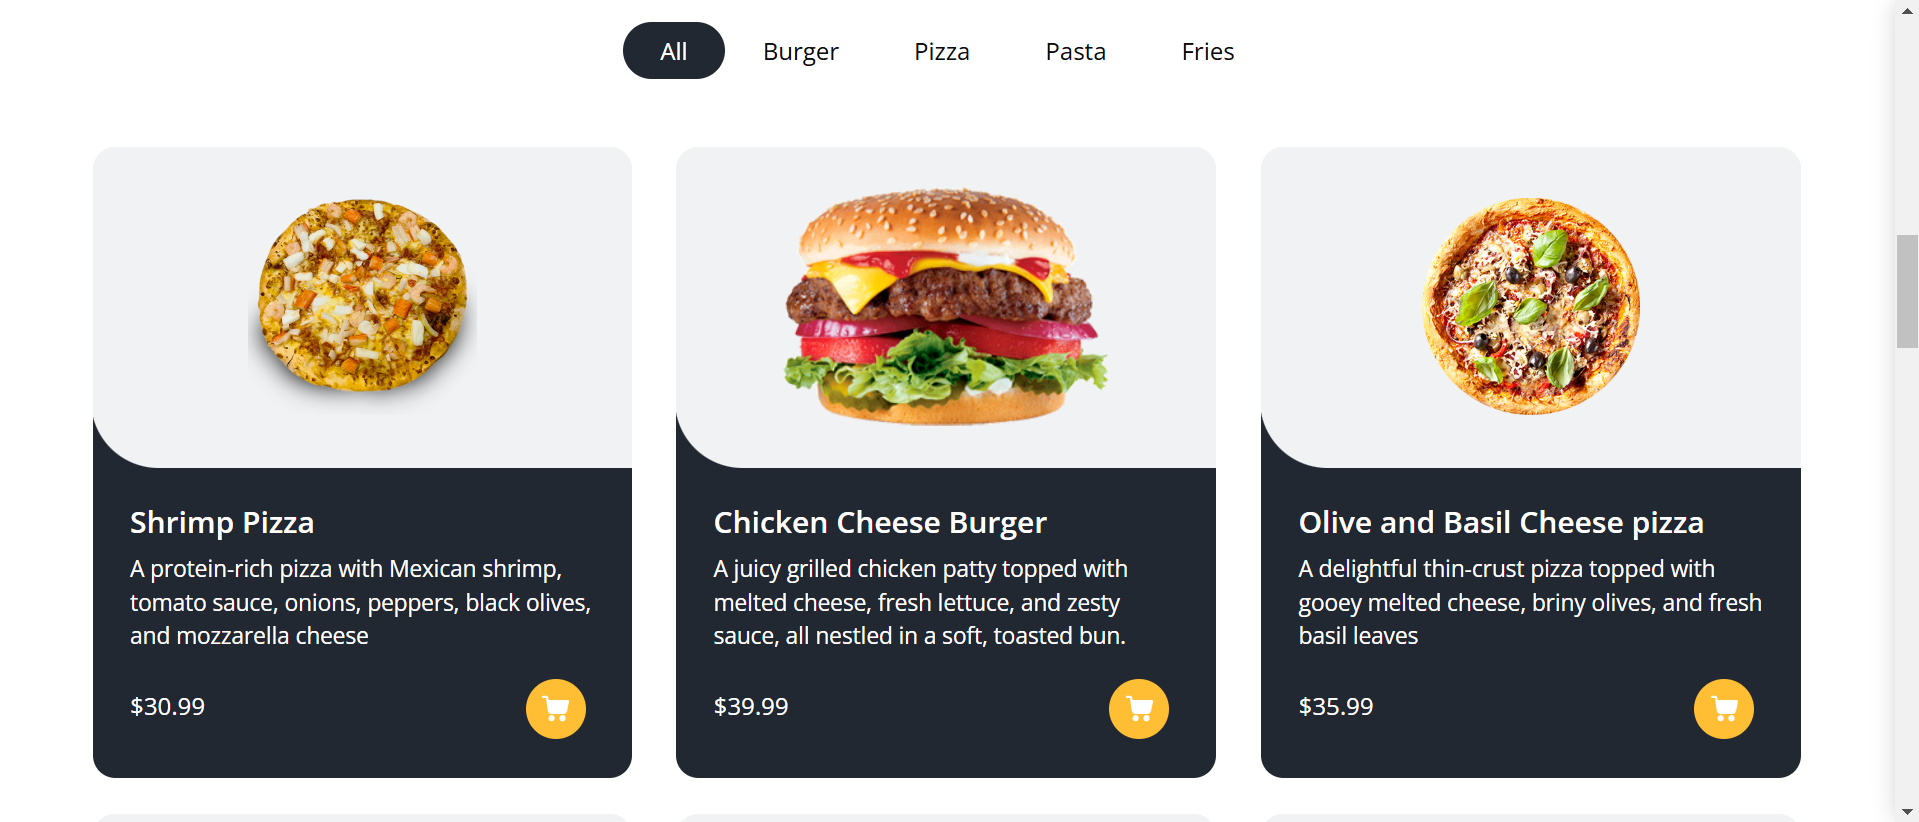 All
Burger
Pizza
Pasta
Fries
Shrimp Pizza
A protein-rich pizza with Mexican shrimp,
tomato sauce, onions, peppers, black olives,
and mozzarella cheese
$30.99
Chicken Cheese Burger
A juicy grilled chicken patty topped with
melted cheese, fresh lettuce, and zesty
sauce, all nestled in a soft, toasted bun.
$39.99
Olive and Basil Cheese pizza
A delightful thin-crust pizza topped with
gooey melted cheese, briny olives, and fresh
basil leaves
$35.99